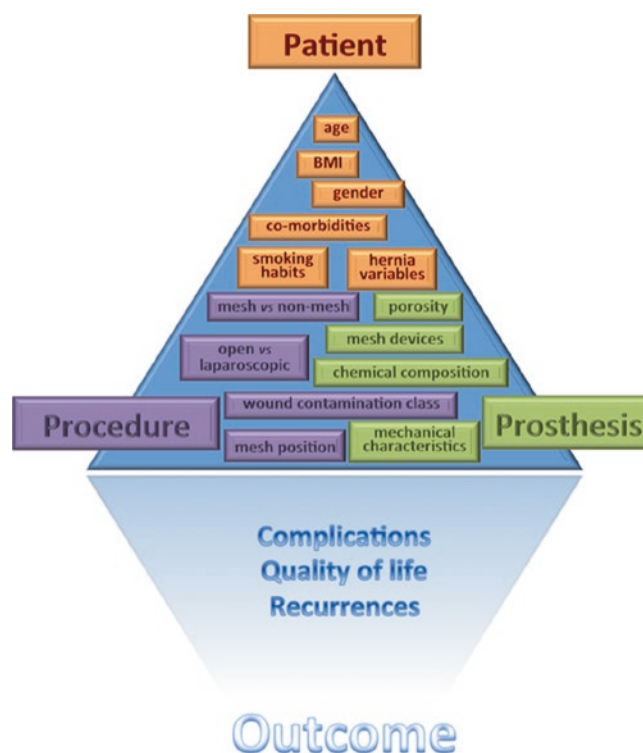 Patient
age
BMI
gender
co-morbidities
smoking
habits
hernia
variables
mesh vs non-mesh
porosity
open vs
laparoscopic
mesh devices
chemical composition
wound contamination class
Procedure
Prosthesis
mesh position
mechanical
characteristics
Complications
Quality of life
Recurrences
Outcome